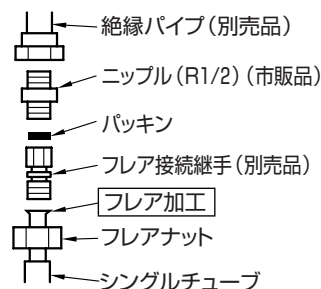 絶縁パイプ(別売品)
ニップル(R1/2)(市販品)
パッキン
フレア接続継手(別売品)
フレア加工
フレアナット
シングルチューブ